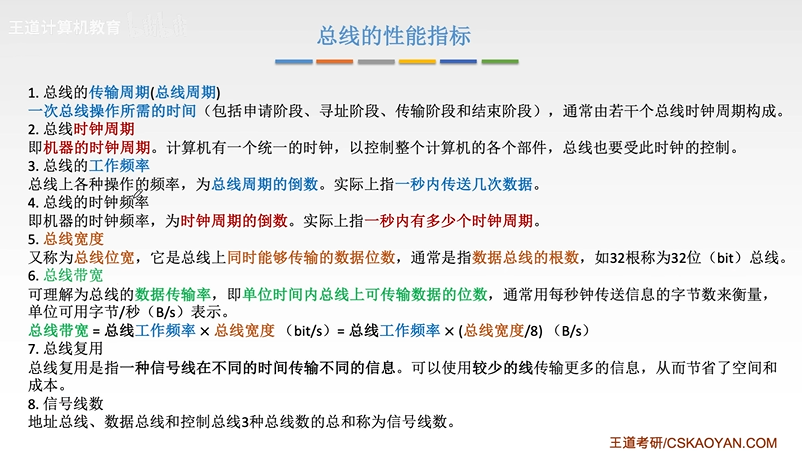 王道计算机教育
总线的性能指标
1. 总线的传输周期(总线周期)
一次总线操作所需的时间（包括申请阶段、寻址阶段、传输阶段和结束阶段），通常由若干个总线时钟周期构成。
2. 总线时钟周期
即机器的时钟周期。计算机有一个统一的时钟，以控制整个计算机的各个部件，总线也要受此时钟的控制。
3. 总线的工作频率
总线上各种操作的频率，为总线周期的倒数。实际上指一秒内传送几次数据。
4. 总线的时钟频率
即机器的时钟频率，为时钟周期的倒数。实际上指一秒内有多少个时钟周期。
5. 总线宽度
又称为总线位宽，它是总线上同时能够传输的数据位数，通常是指数据总线的根数，如32根称为32位（bit）总线。
6. 总线带宽
可理解为总线的数据传输率，即单位时间内总线上可传输数据的位数，通常用每秒钟传送信息的字节数来衡量，
单位可用字节/秒（B/s）表示。
总线带宽 = 总线工作频率 × 总线宽度 （bit/s）= 总线工作频率 × (总线宽度/8) （B/s）
7. 总线复用
总线复用是指一种信号线在不同的时间传输不同的信息。可以使用较少的线传输更多的信息，从而节省了空间和
成本。
8. 信号线数
地址总线、数据总线和控制总线3种总线数的总和称为信号线数。
王道考研/CSKAOYAN.COM